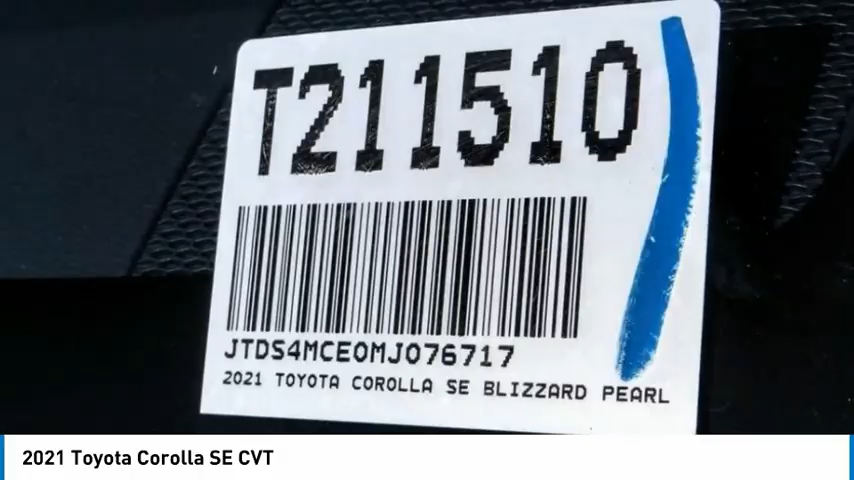 T211510
JTDS4MCE0MJ076717
2021 TOYOTA COROLLA SE BLIZZARD PEARL
2021 Toyota Corolla SE CVT